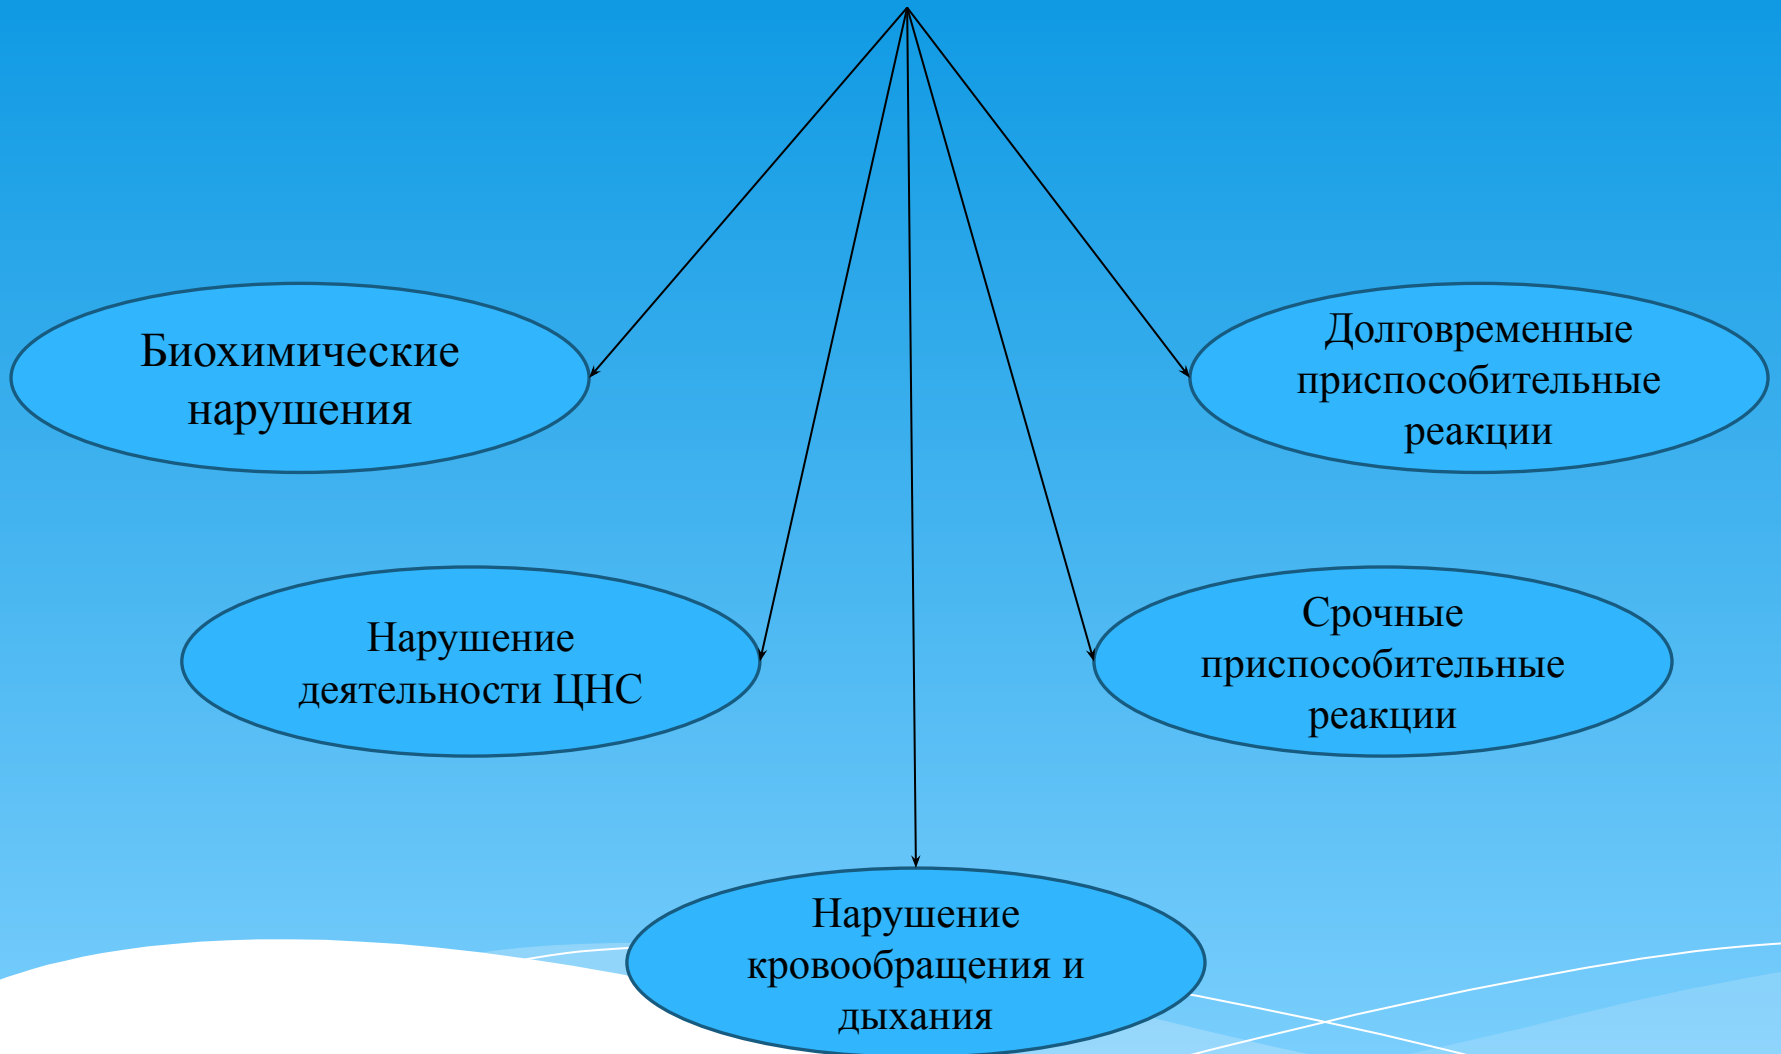 Биохимические
нарушения
Долговременные
приспособительные
реакции
Нарушение
деятельности ЦНС
Срочные
приспособительные
реакции
Нарушение
кровообращения и
дыхания